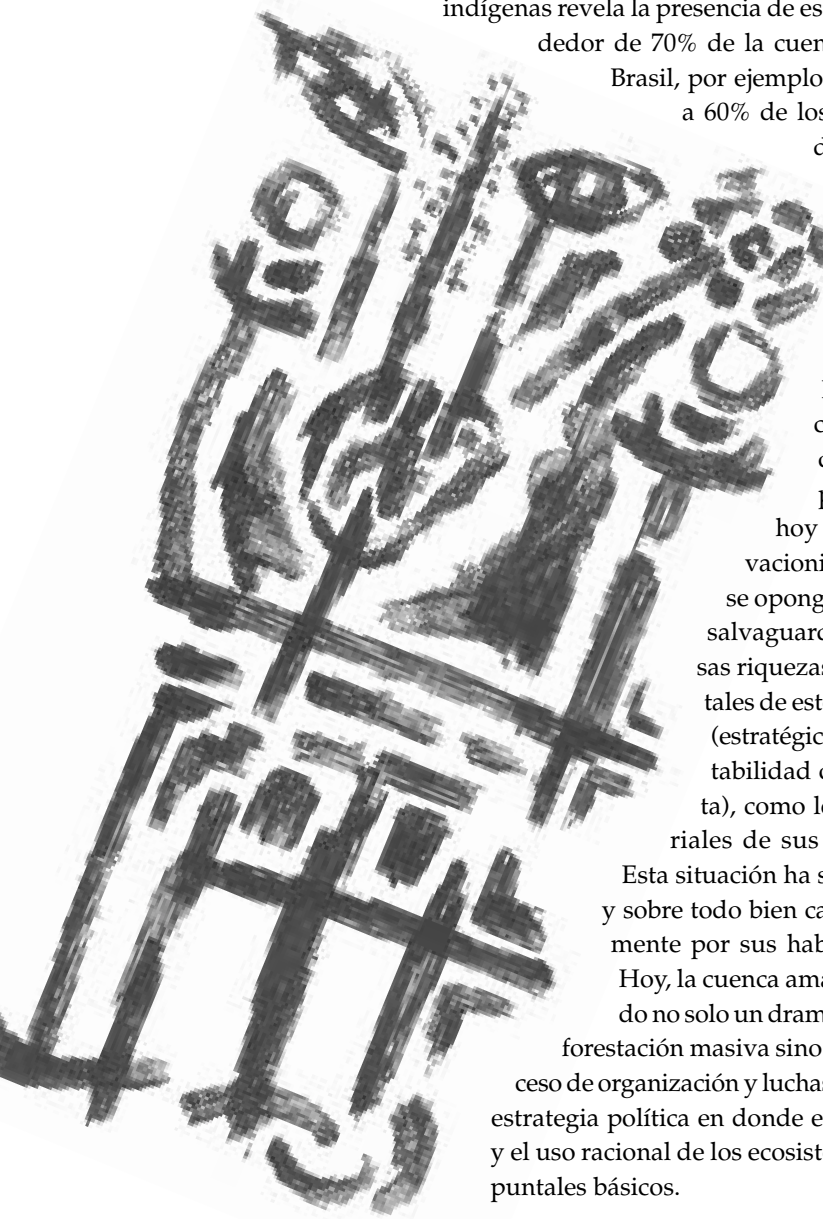 indígenas revela la presencia de es
dedor de 70% de la cuen
Brasil, por ejemplo
a 60% de los
d
c
hoy
vacioni
se opong
salvaguard
sas riquezas
tales de est
(estratégic
tabilidad d
ta), como l
riales de sus
Esta situación ha s
y sobre todo bien ca
mente por sus hab
Hoy, la cuenca ama
do no solo un dram
forestación masiva sino
ceso de organización y luchas
estrategia política en donde e
y el uso racional de los ecosist
puntales básicos.